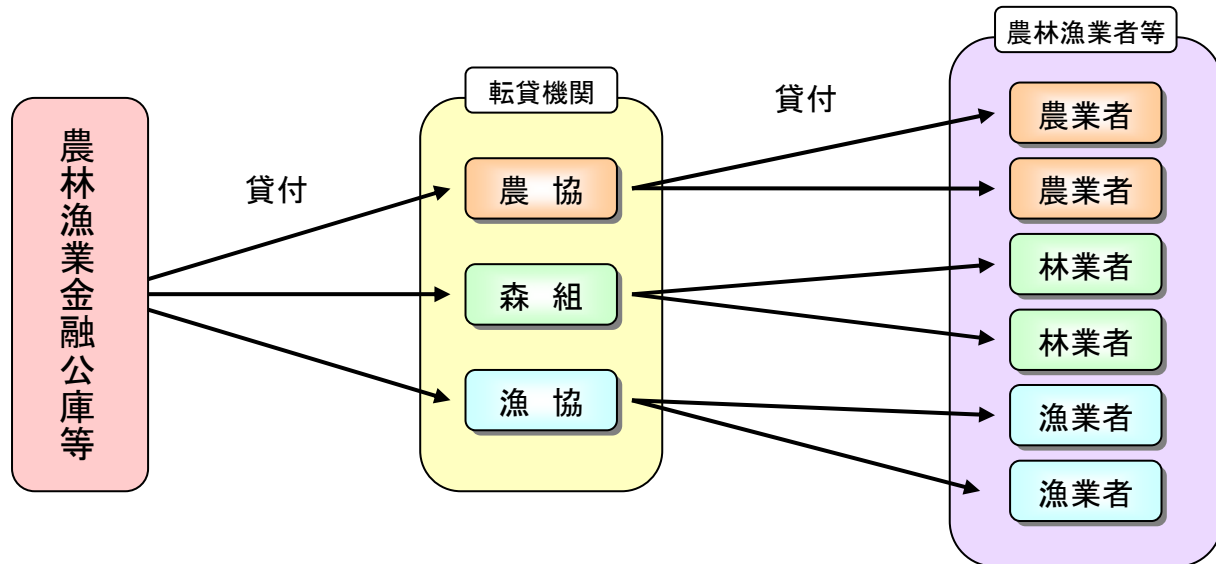 農林漁業金融公庫等
貸付
転貸機関
農 協
森 組
漁 協
貸付
農林漁業者等
農業者
農業者
林業者
林業者
漁業者
漁業者